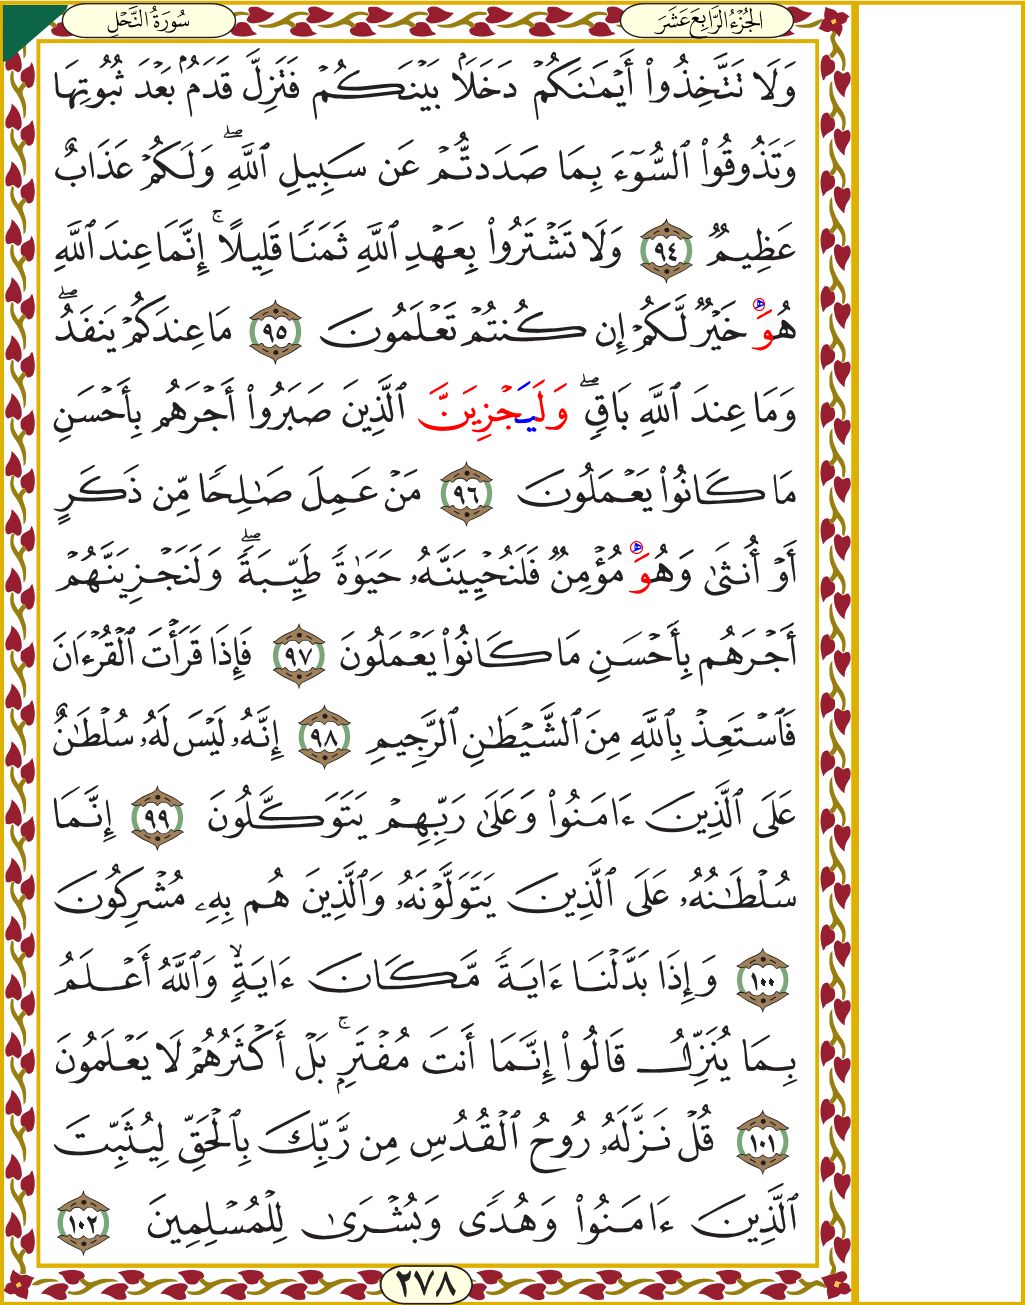 الجُزْءُ الرَّابِعَ عَشَرَ
سُورَةُ النَّحْلِ
وَلَا تَتَّخِذُوٓا۟ أَيْمَٰنَكُمْ دَخَلًۢا بَيْنَكُمْ فَتَزِلَّ قَدَمٌۢ بَعْدَ ثُبُوتِهَا
وَتَذُوقُوا۟ ٱلسُّوٓءَ بِمَا صَدَدتُّمْ عَن سَبِيلِ ٱللَّهِ ۖ وَلَكُمْ عَذَابٌ
عَظِيمٌ ٩٤ وَلَا تَشْتَرُوا۟ بِعَهْدِ ٱللَّهِ ثَمَنًا قَلِيلًا ۚ إِنَّمَا عِندَ ٱللَّهِ
هُوَ خَيْرٌ لَّكُمْ إِن كُنتُمْ تَعْلَمُونَ ٩٥ مَا عِندَكُمْ يَنفَدُ ۖ
وَمَا عِندَ ٱللَّهِ بَاقٍ ۖ وَلَيَجْزِيَنَّ ٱلَّذِينَ صَبَرُوٓا۟ أَجْرَهُم بِأَحْسَنِ
مَا كَانُوا۟ يَعْمَلُونَ ٩٦ مَنْ عَمِلَ صَٰلِحًا مِّن ذَكَرٍ
أَوْ أُنثَىٰ وَهُوَ مُؤْمِنٌ فَلَنُحْيِيَنَّهُۥ حَيَوٰةً طَيِّبَةً ۖ وَلَنَجْزِيَنَّهُمْ
أَجْرَهُم بِأَحْسَنِ مَا كَانُوا۟ يَعْمَلُونَ ٩٧ فَإِذَا قَرَأْتَ ٱلْقُرْءَانَ
فَٱسْتَعِذْ بِٱللَّهِ مِنَ ٱلشَّيْطَٰنِ ٱلرَّجِيمِ ٩٨ إِنَّهُۥ لَيْسَ لَهُۥ سُلْطَٰنٌ
عَلَى ٱلَّذِينَ ءَامَنُوا۟ وَعَلَىٰ رَبِّهِمْ يَتَوَكَّلُونَ ٩٩ إِنَّمَا
سُلْطَٰنُهُۥ عَلَى ٱلَّذِينَ يَتَوَلَّوْنَهُۥ وَٱلَّذِينَ هُم بِهِۦ مُشْرِكُونَ
١٠٠ وَإِذَا بَدَّلْنَآ ءَايَةً مَّكَانَ ءَايَةٍ ۙ وَٱللَّهُ أَعْلَمُ
بِمَا يُنَزِّلُ قَالُوٓا۟ إِنَّمَآ أَنتَ مُفْتَرٍۭ ۚ بَلْ أَكْثَرُهُمْ لَا يَعْلَمُونَ
١٠١ قُلْ نَزَّلَهُۥ رُوحُ ٱلْقُدُسِ مِن رَّبِّكَ بِٱلْحَقِّ لِيُثَبِّتَ
ٱلَّذِينَ ءَامَنُوا۟ وَهُدًى وَبُشْرَىٰ لِلْمُسْلِمِينَ ١٠٢
٢٧٨